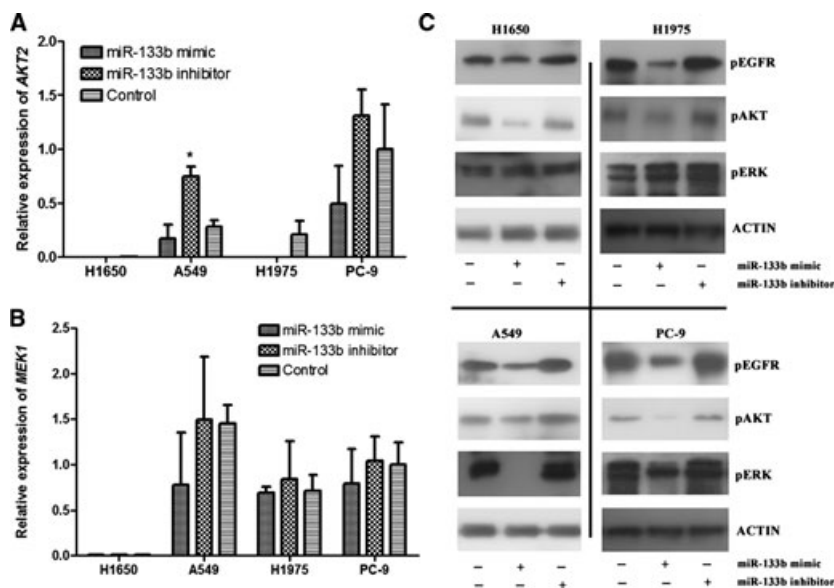 A
Relative expression of AKT2
2.0
1.5
1.0
0.5
0.0
miR-133b mimic
miR-133b inhibitor
Control
*
H1650 A549 H1975 PC-9
B
Relative expression of MEK1
2.5
2.0
1.5
1.0
0.5
0.0
miR-133b mimic
miR-133b inhibitor
Control
H1650 A549 H1975 PC-9
C
H1650 H1975
pEGFR
pAKT
pERK
ACTIN
– + – – + – miR-133b mimic
– – + – – + miR-133b inhibitor
A549 PC-9
pEGFR
pAKT
pERK
ACTIN
– + – – + – miR-133b mimic
– – + – – + miR-133b inhibitor